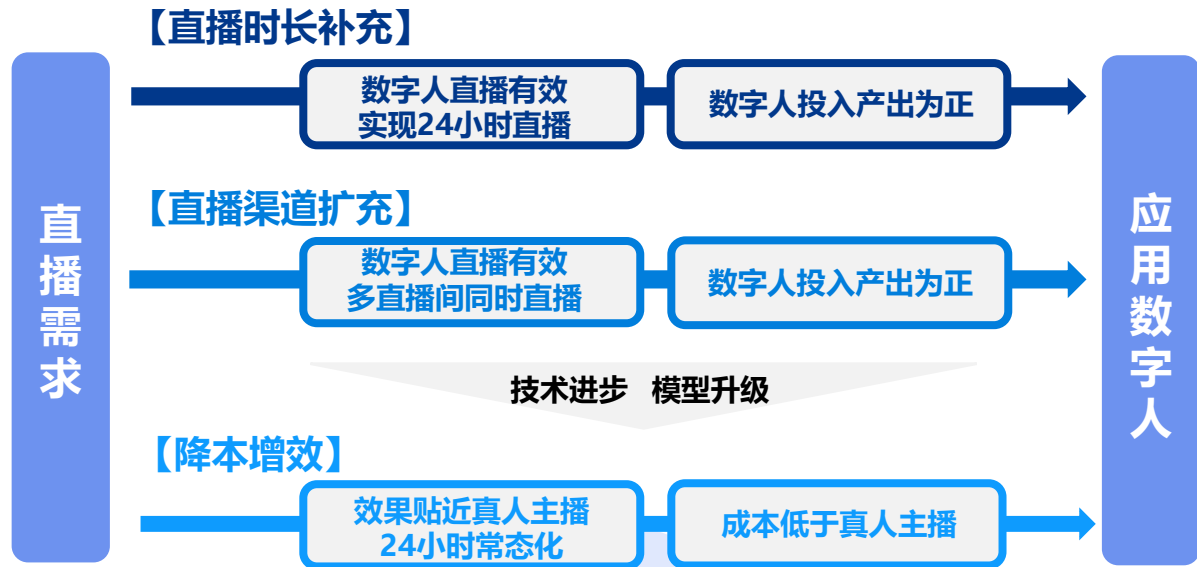 直播需求
【直播时长补充】
数字人直播有效
实现24小时直播
数字人投入产出为正
【直播渠道扩充】
数字人直播有效
多直播间同时直播
数字人投入产出为正
技术进步 模型升级
【降本增效】
效果贴近真人主播
24小时常态化
成本低于真人主播
应用数字人